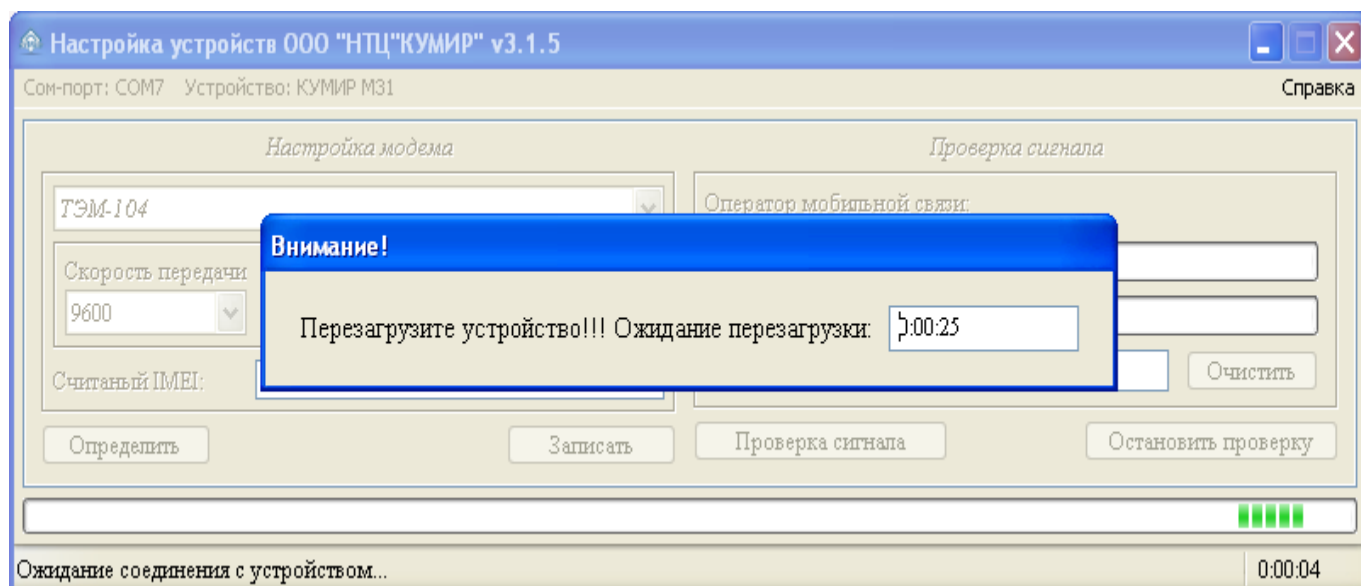 Настройка устройств ООО "НТЦ"КУМИР" v3.1.5
Сом-порт: COM7 Устройство: КУМИР М31
Справка
Настройка модема
Проверка сигнала
ТЭМ-104
Оператор мобильной связи:
Внимание!
Скорость передачи
9600
Перезагрузите устройство!!! Ожидание перезагрузки:
:00:25
Считаный IMEI:
Очистить
Определить
Записать
Проверка сигнала
Остановить проверку
Ожидание соединения с устройством...
0:00:04